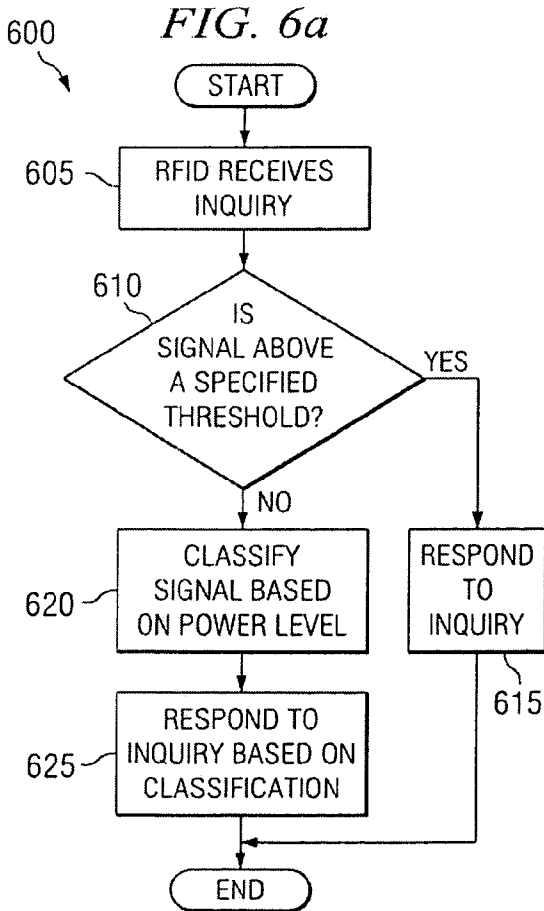 FIG. 6a
600
START
605
RFID RECEIVES
INQUIRY
610
IS
SIGNAL ABOVE
A SPECIFIED
THRESHOLD?
YES
NO
620
CLASSIFY
SIGNAL BASED
ON POWER LEVEL
RESPOND
TO
INQUIRY
615
625
RESPOND TO
INQUIRY BASED ON
CLASSIFICATION
END